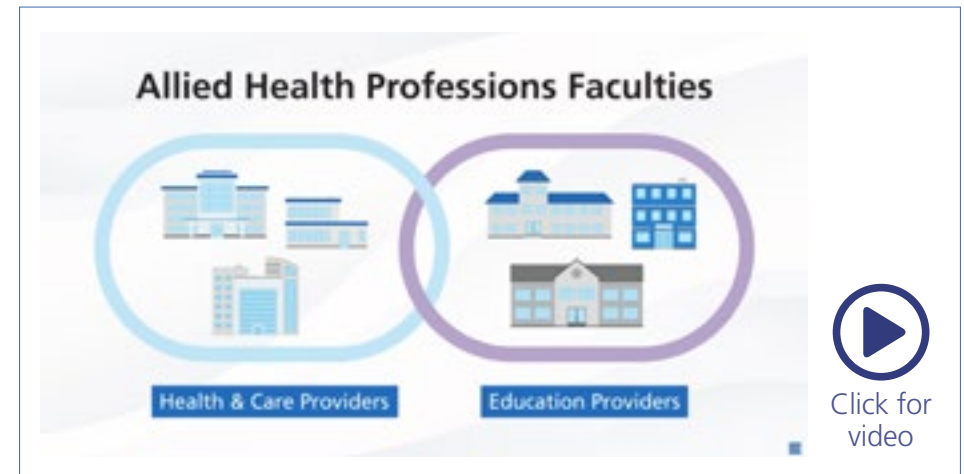 Allied Health Professions Faculties
Health & Care Providers
Education Providers
Click for
video